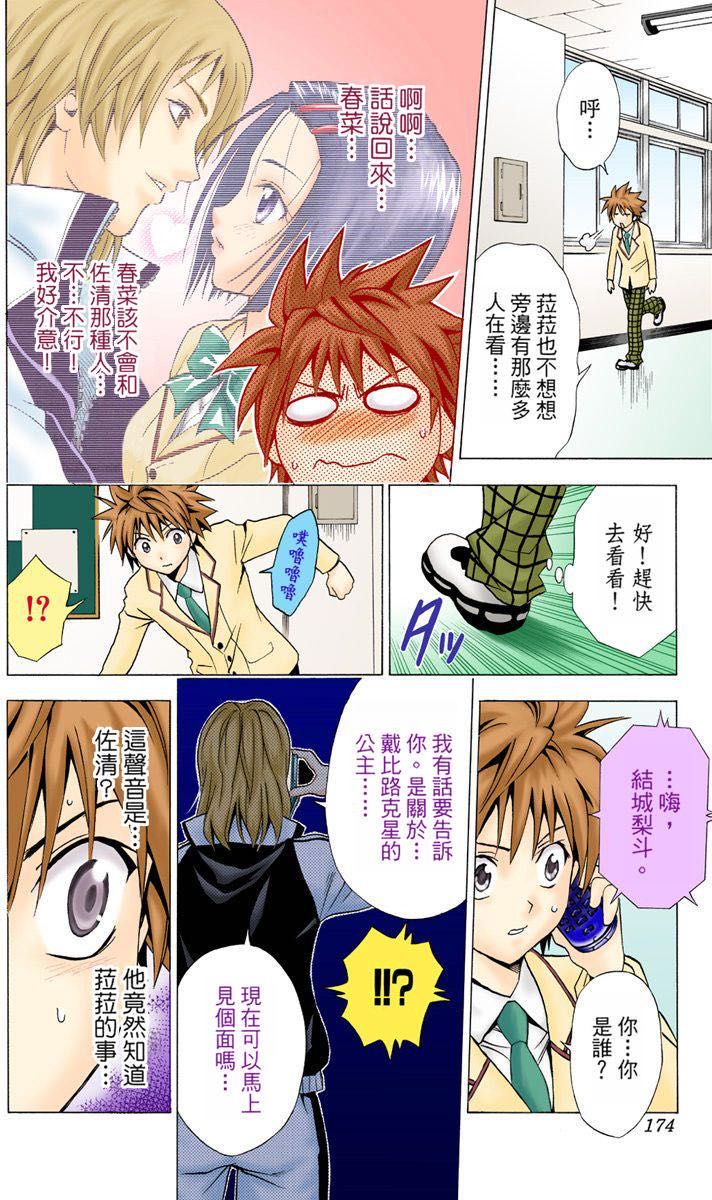 呼…
菈菈也不想想
旁邊有那麼多
人在看……
啊啊…
話說回來…
春菜…
春菜該不會和
佐清那種人…
不…不行！
我好介意！
好！趕快
去看看！
ダッ
噗嚕嚕嚕
!?
…嗨，
結城梨斗。
你…你
是誰？
我有話要告訴
你。是關於…
戴比路克星的
公主……
!!?
現在可以馬上
見個面嗎…
這聲音是…
佐清？
他竟然知道
菈菈的事…
174